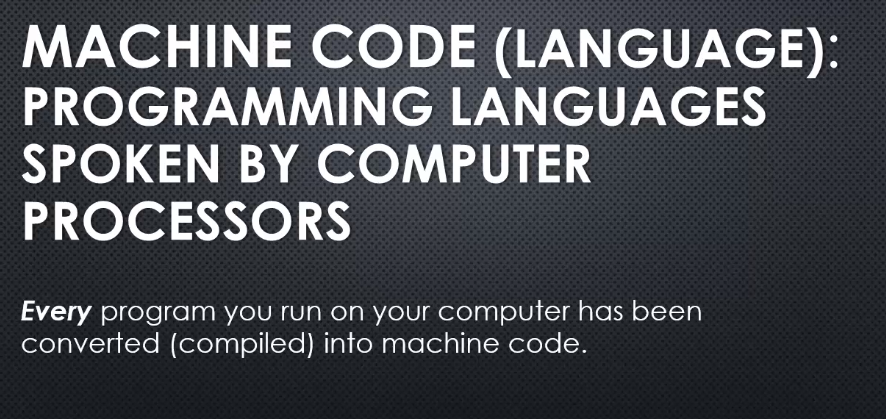 MACHINE CODE (LANGUAGE):
PROGRAMMING LANGUAGES
SPOKEN BY COMPUTER
PROCESSORS
Every program you run on your computer has been
converted (compiled) into machine code.